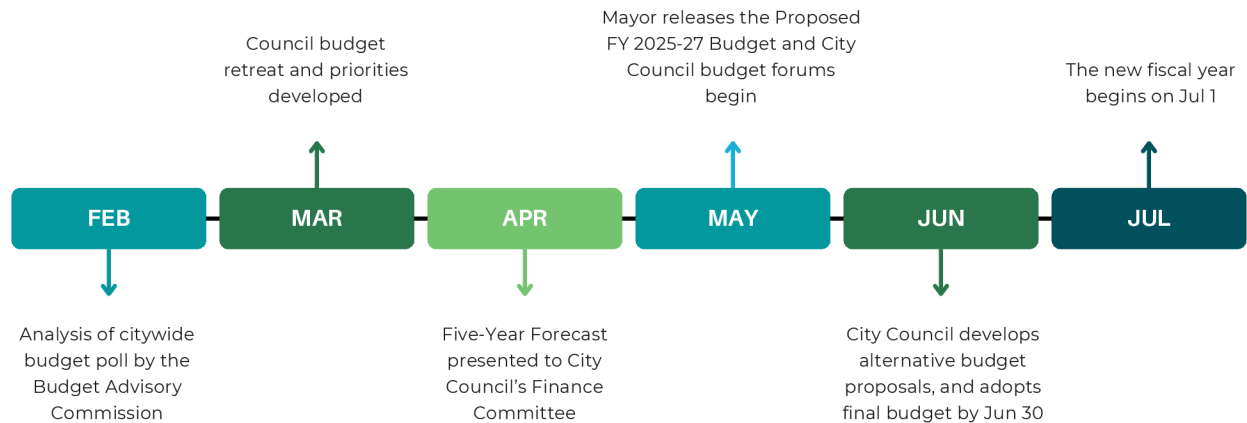 Mayor releases the Proposed
FY 2025-27 Budget and City
Council budget forums
begin
Council budget
retreat and priorities
developed
The new fiscal year
begins on Jul 1
FEB
MAR
APR
MAY
JUN
JUL
Analysis of citywide
budget poll by the
Budget Advisory
Commission
Five-Year Forecast
presented to City
Council’s Finance
Committee
City Council develops
alternative budget
proposals, and adopts
final budget by Jun 30